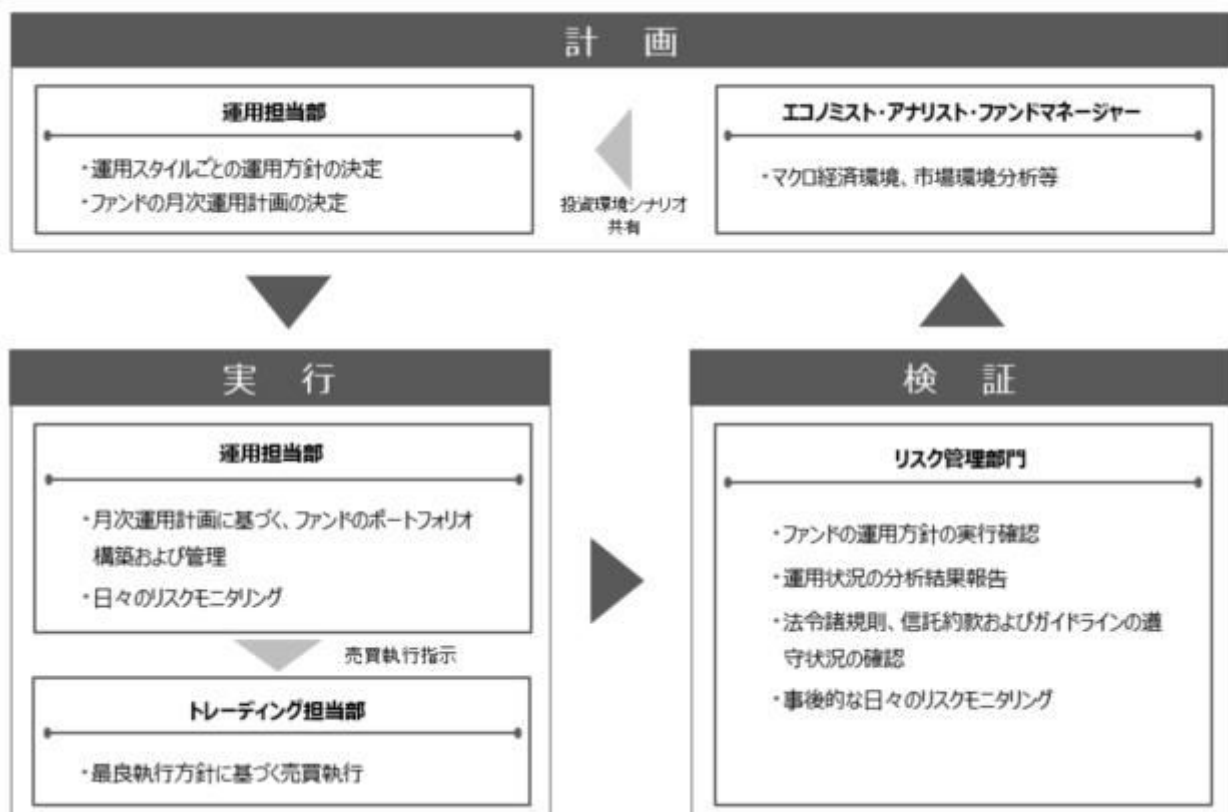 計 画
運用担当部
・運用スタイルごとの運用方針の決定
・ファンドの月次運用計画の決定
投資環境シナリオ
共有
エコノミスト・アナリスト・ファンドマネージャー
・マクロ経済環境、市場環境分析等
実 行
運用担当部
・月次運用計画に基づく、ファンドのポートフォリオ
構築および管理
・日々のリスクモニタリング
売買執行指示
トレーディング担当部
・最良執行方針に基づく売買執行
検 証
リスク管理部門
・ファンドの運用方針の実行確認
・運用状況の分析結果報告
・法令諸規則、信託約款およびガイドラインの遵
守状況の確認
・事後的な日々のリスクモニタリング